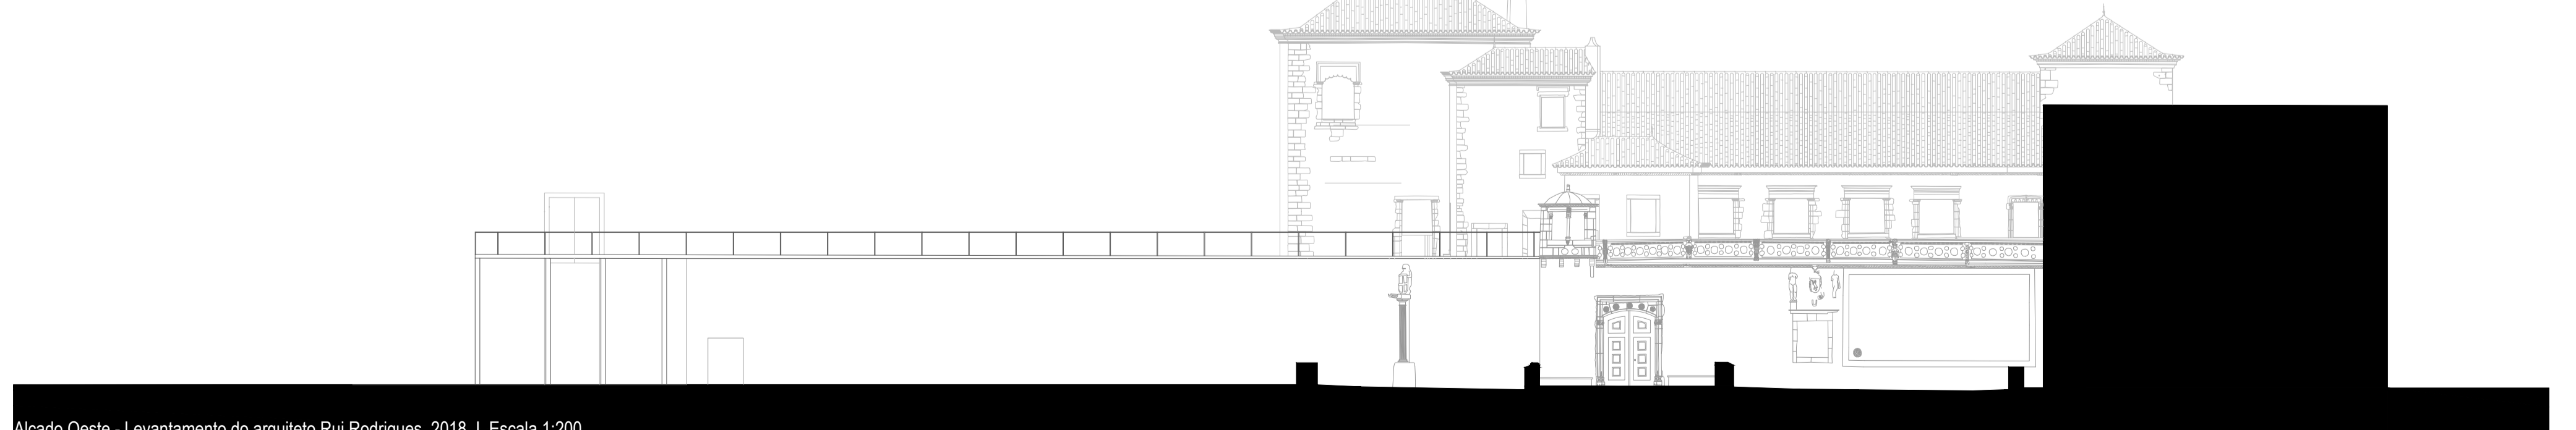 Alçado Oeste - Levantamento do arquiteto Rui Rodrigues, 2018 | Escala 1:200